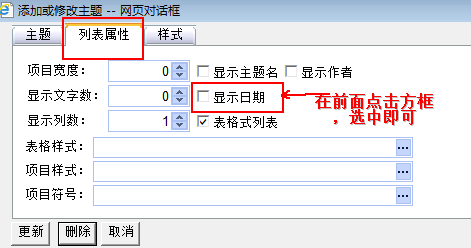 添加或修改主题 -- 网页对话框
主题 列表属性 样式
项目宽度： 0 显示主题名 显示作者
显示文字数： 0 显示日期
显示列数： 1 表格式列表
在前面点击方框
，选中即可
表格样式： ...
项目样式： ...
项目符号： ...
更新 删除 取消